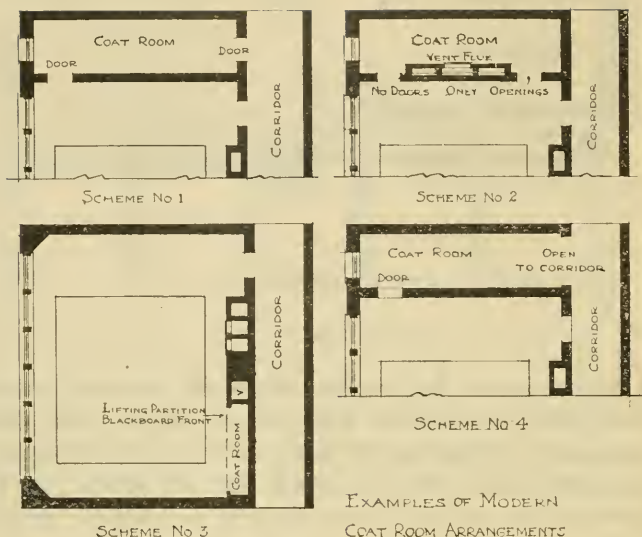 COAT ROOM
DOOR
DOOR
CORRIDOR
SCHEME NO 1
COAT ROOM
VENT FLUE
NO DOORS ONLY OPENINGS
CORRIDOR
SCHEME NO 2
CORRIDOR
V
LIFTING PARTITION
BLACKBOARD FRONT
COAT ROOM
SCHEME NO 3
COAT ROOM
OPEN
TO CORRIDOR
DOOR
CORRIDOR
SCHEME NO 4
EXAMPLES OF MODERN
COAT ROOM ARRANGEMENTS